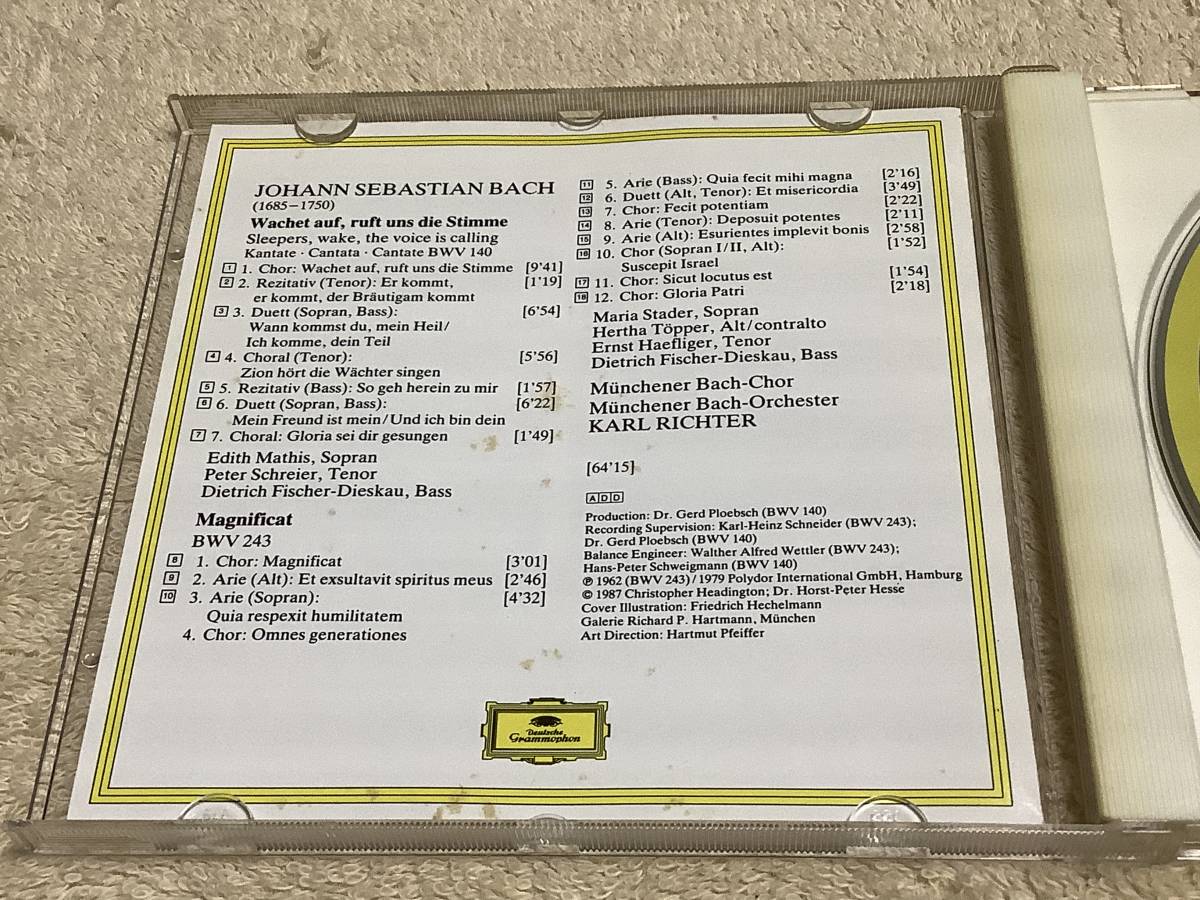 JOHANN SEBASTIAN BACH
(1685–1750)
Wachet auf, ruft uns die Stimme
Sleepers, wake, the voice is calling
Kantate · Cantata · Cantate BWV 140
1 1. Chor: Wachet auf, ruft uns die Stimme [9'41]
2 2. Rezitativ (Tenor): Er kommt, [1'19]
er kommt, der Bräutigam kommt
3 3. Duett (Sopran, Bass): [6'54]
Wann kommst du, mein Heil/
Ich komme, dein Teil
4 4. Choral (Tenor): [5'56]
Zion hört die Wächter singen
5 5. Rezitativ (Bass): So geh herein zu mir [1'57]
6 6. Duett (Sopran, Bass): [6'22]
Mein Freund ist mein/Und ich bin dein
7 7. Choral: Gloria sei dir gesungen [1'49]
Edith Mathis, Sopran
Peter Schreier, Tenor
Dietrich Fischer-Dieskau, Bass
Magnificat
BWV 243
8 1. Chor: Magnificat [3'01]
9 2. Arie (Alt): Et exsultavit spiritus meus [2'46]
10 3. Arie (Sopran): [4'32]
Quia respexit humilitatem
4. Chor: Omnes generationes
11 5. Arie (Bass): Quia fecit mihi magna [2'16]
12 6. Duett (Alt, Tenor): Et misericordia [3'49]
13 7. Chor: Fecit potentiam [2'22]
14 8. Arie (Tenor): Deposuit potentes [2'11]
15 9. Arie (Alt): Esurientes implevit bonis [2'58]
16 10. Chor (Sopran I/II, Alt): [1'52]
Suscepit Israel
17 11. Chor: Sicut locutus est [1'54]
18 12. Chor: Gloria Patri [2'18]
Maria Stader, Sopran
Hertha Töpper, Alt/contralto
Ernst Haefliger, Tenor
Dietrich Fischer-Dieskau, Bass
Münchener Bach-Chor
Münchener Bach-Orchester
KARL RICHTER
[64'15]
ADD
Production: Dr. Gerd Ploebsch (BWV 140)
Recording Supervision: Karl-Heinz Schneider (BWV 243);
Dr. Gerd Ploebsch (BWV 140)
Balance Engineer: Walther Alfred Wettler (BWV 243);
Hans-Peter Schweigmann (BWV 140)
℗ 1962 (BWV 243)/1979 Polydor International GmbH, Hamburg
© 1987 Christopher Headington; Dr. Horst-Peter Hesse
Cover Illustration: Friedrich Hechelmann
Galerie Richard P. Hartmann, München
Art Direction: Hartmut Pfeiffer
Deutsche
Grammophon